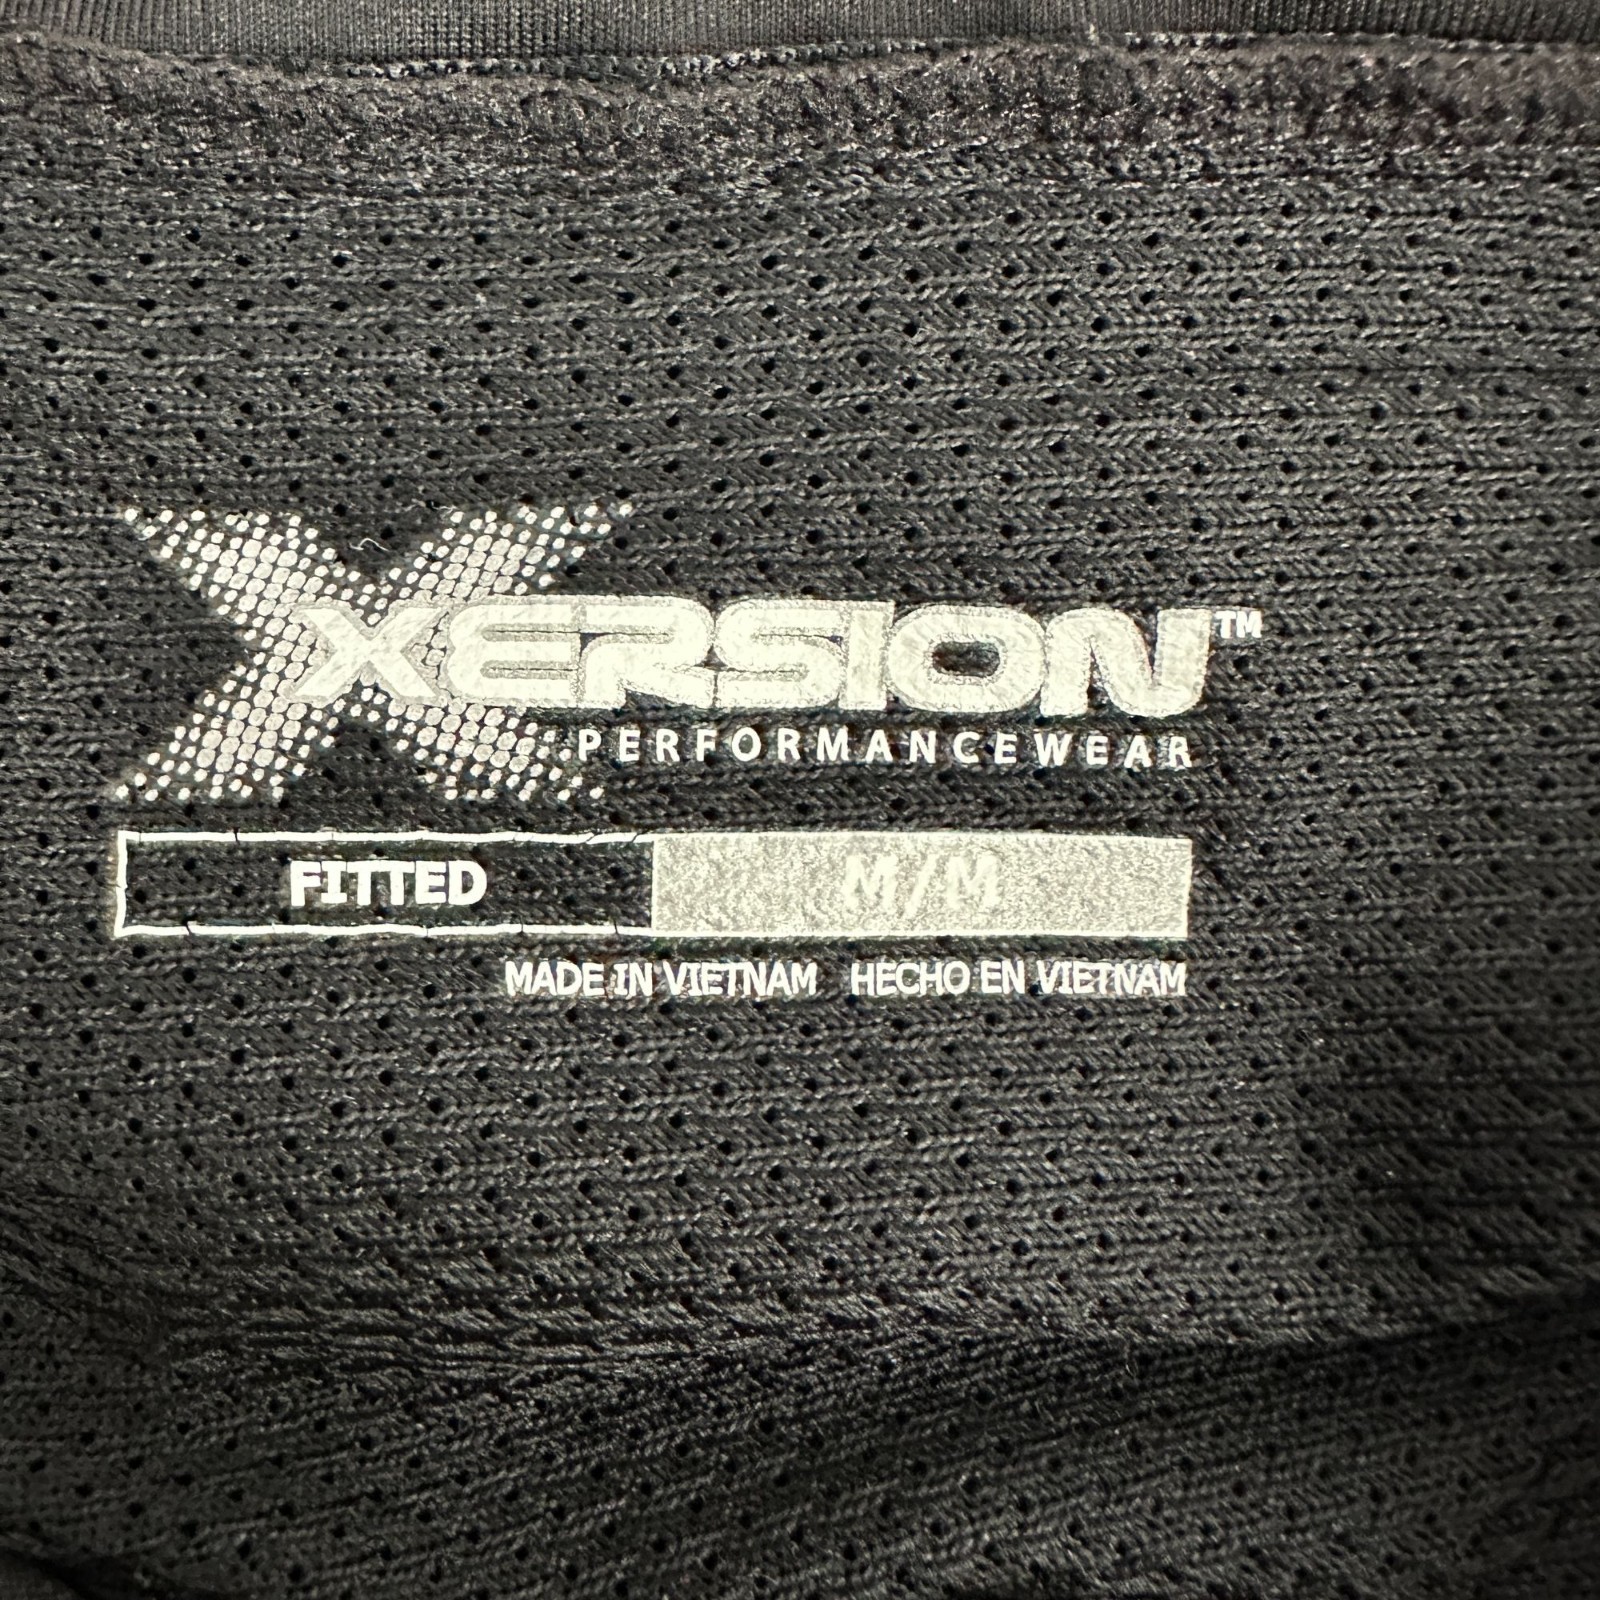 XERSION™
PERFORMANCEWEAR
FITTED M/M
MADE IN VIETNAM HECHO EN VIETNAM